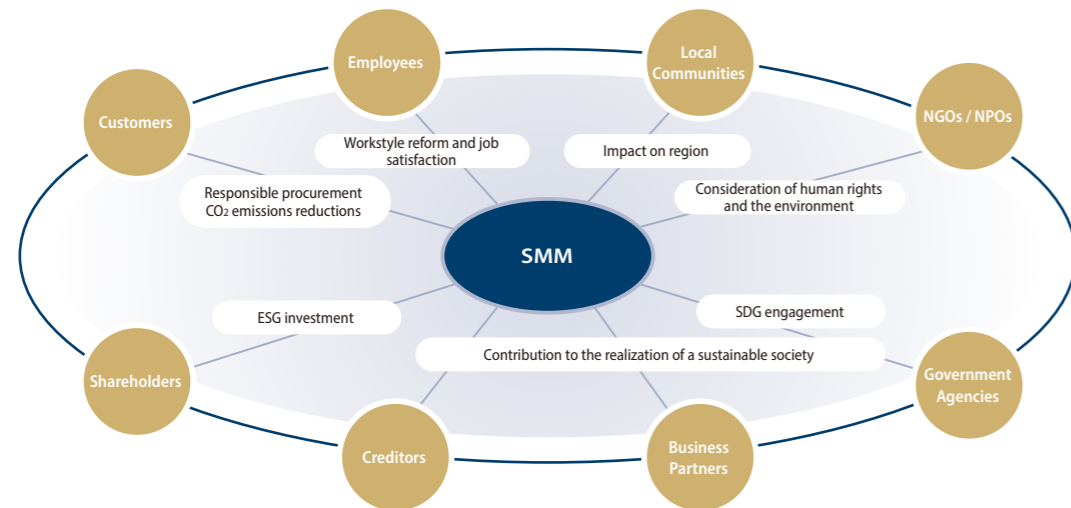 Employees
Local
Communities
Customers
NGOs / NPOs
Workstyle reform and job
satisfaction
Impact on region
Responsible procurement
CO₂ emissions reductions
Consideration of human rights
and the environment
SMM
ESG investment
SDG engagement
Contribution to the realization of a sustainable society
Shareholders
Government
Agencies
Creditors
Business
Partners